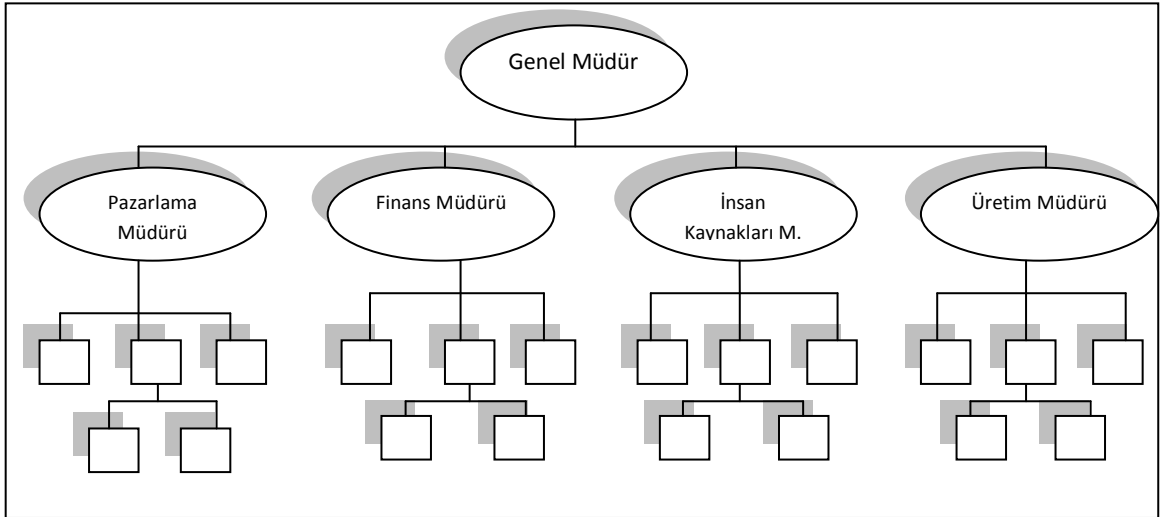 Genel Müdür
Pazarlama
Müdürü
Finans Müdürü
İnsan
Kaynakları M.
Üretim Müdürü